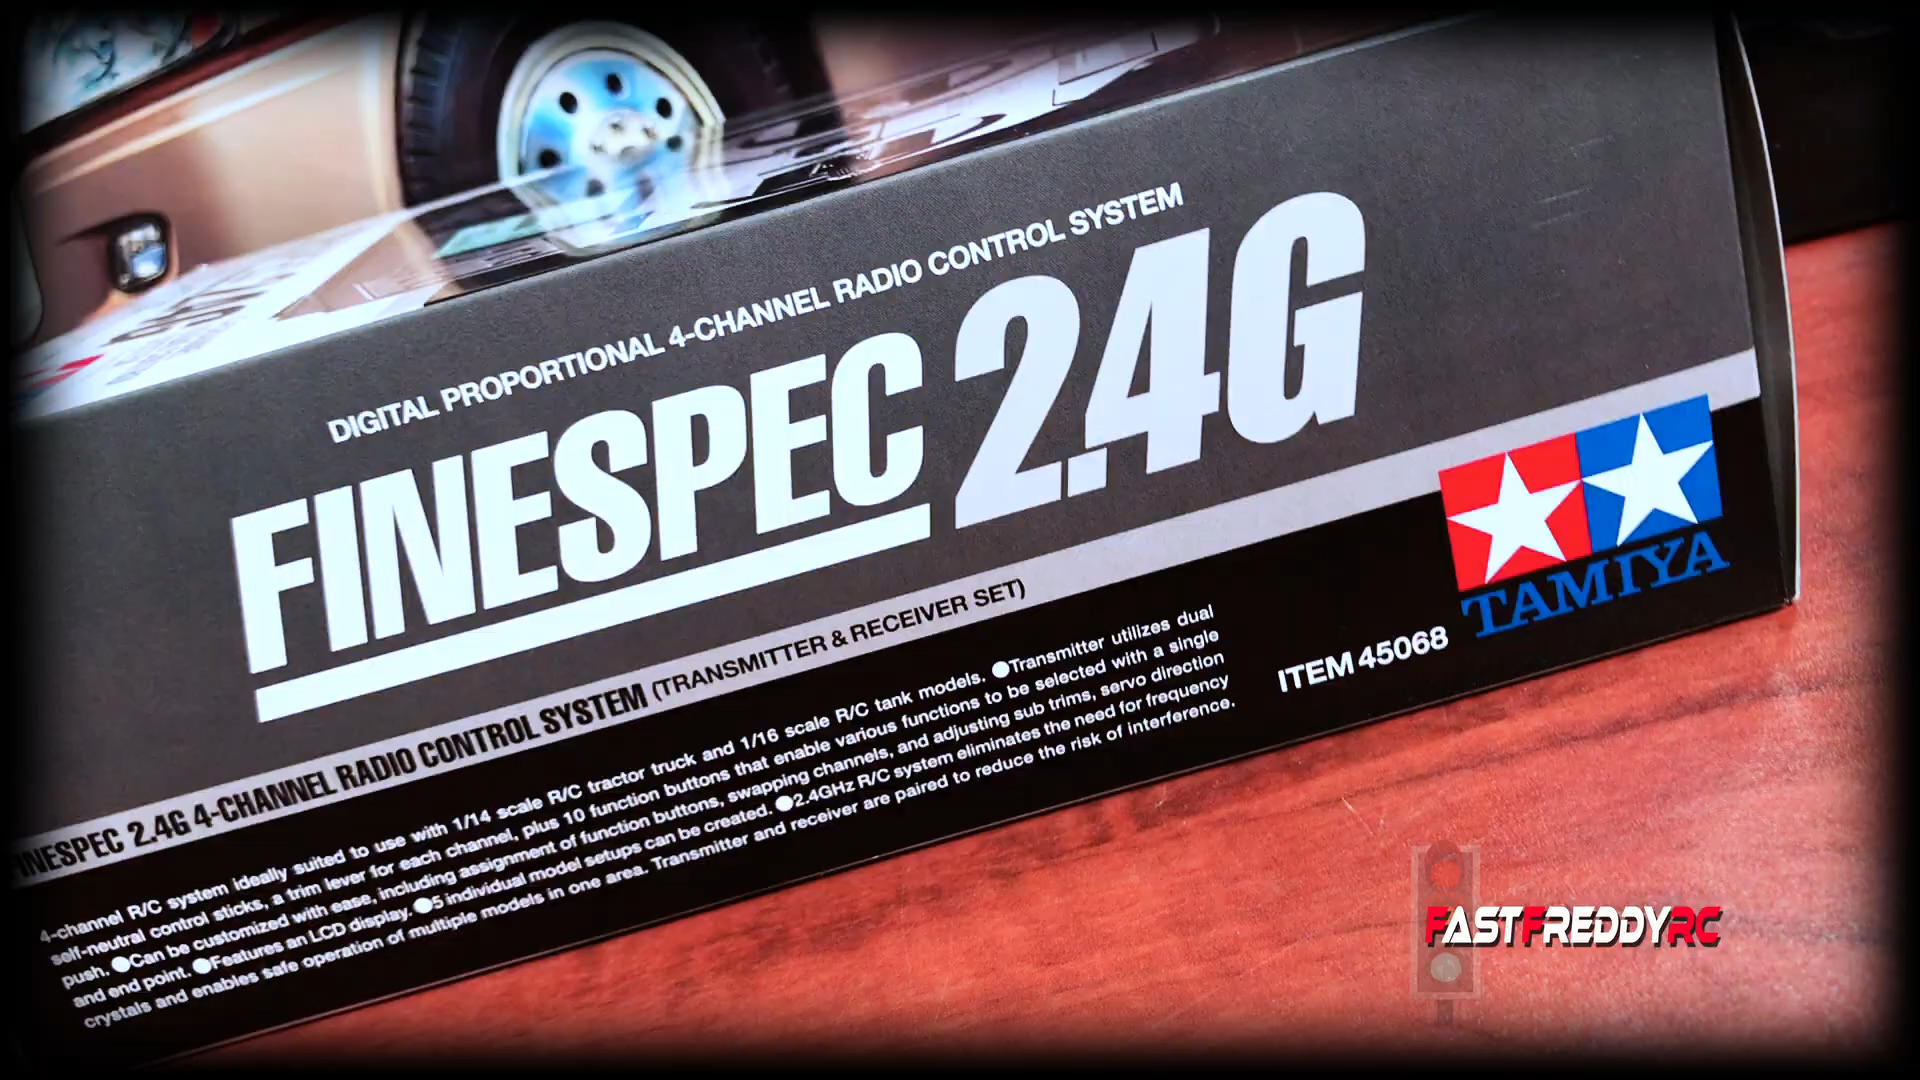 DIGITAL PROPORTIONAL 4-CHANNEL RADIO CONTROL SYSTEM
FINESPEC 2.4G
TAMIYA
FINESPEC 2.4G 4-CHANNEL RADIO CONTROL SYSTEM (TRANSMITTER & RECEIVER SET)
4-channel R/C system ideally suited to use with 1/14 scale R/C tractor truck and 1/16 scale R/C tank models. ●Transmitter utilizes dual
self-neutral control sticks, a trim lever for each channel, plus 10 function buttons that enable various functions to be selected with a single
push. ●Can be customized with ease, including assignment of function buttons, swapping channels, and adjusting sub trims, servo direction
and end point. ●Features an LCD display. ●5 individual model setups can be created. ●2.4GHz R/C system eliminates the need for frequency
crystals and enables safe operation of multiple models in one area. Transmitter and receiver are paired to reduce the risk of interference.
ITEM 45068
FASTFREDDYRC